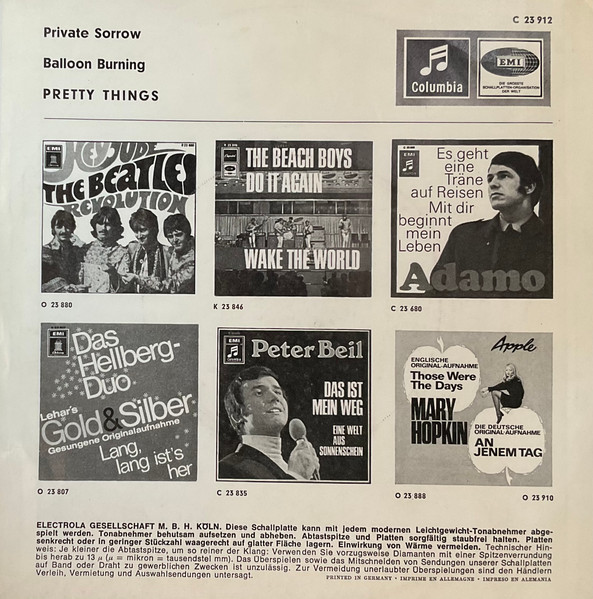 C 23 912
Private Sorrow
Balloon Burning
PRETTY THINGS
Columbia
EMI
DIE GRÖSSTE
SCHALLPLATTEN-ORGANISATION
DER WELT
EMI
HEY JUDE
THE BEATLES
REVOLUTION
O 23 880
THE BEACH BOYS
DO IT AGAIN
WAKE THE WORLD
K 23 846
EMI
Es geht
eine
Träne
auf Reisen
Mit dir
beginnt
mein
Leben
Adamo
C 23 680
EMI
Das
Hellberg-
Duo
Lehar's
Gold & Silber
Gesungene Originalaufnahme
Lang,
lang ist's
her
O 23 807
EMI
Columbia
Peter Beil
DAS IST
MEIN WEG
EINE WELT
AUS
SONNENSCHEIN
C 23 835
Apple
ENGLISCHE
ORIGINAL-AUFNAHME
Those Were
The Days
MARY
HOPKIN
DIE DEUTSCHE
ORIGINAL-AUFNAHME
AN
JENEM TAG
O 23 888
O 23 910
ELECTROLA GESELLSCHAFT M. B. H. KÖLN. Diese Schallplatte kann mit jedem modernen Leichtgewicht-Tonabnehmer abge-
spielt werden. Tonabnehmer behutsam aufsetzen und abheben. Abtastspitze und Platten sorgfältig staubfrei halten. Platten
senkrecht oder in geringer Stückzahl waagerecht auf glatter Fläche lagern. Einwirkung von Wärme vermeiden. Technischer Hin-
weis: Je kleiner die Abtastspitze, um so reiner der Klang: Verwenden Sie vorzugsweise Diamanten mit einer Spitzenverrundung
bis herab zu 13 µ (µ = mikron = tausendstel mm). Das Überspielen sowie das Mitschneiden von Sendungen unserer Schallplatten
auf Band oder Draht zu gewerblichen Zwecken ist unzulässig. Zur Vermeidung unerlaubter Überspielungen sind den Händlern
Verleih, Vermietung und Auswahlsendungen untersagt.
PRINTED IN GERMANY · IMPRIME EN ALLEMAGNE · IMPRESO EN ALEMANIA